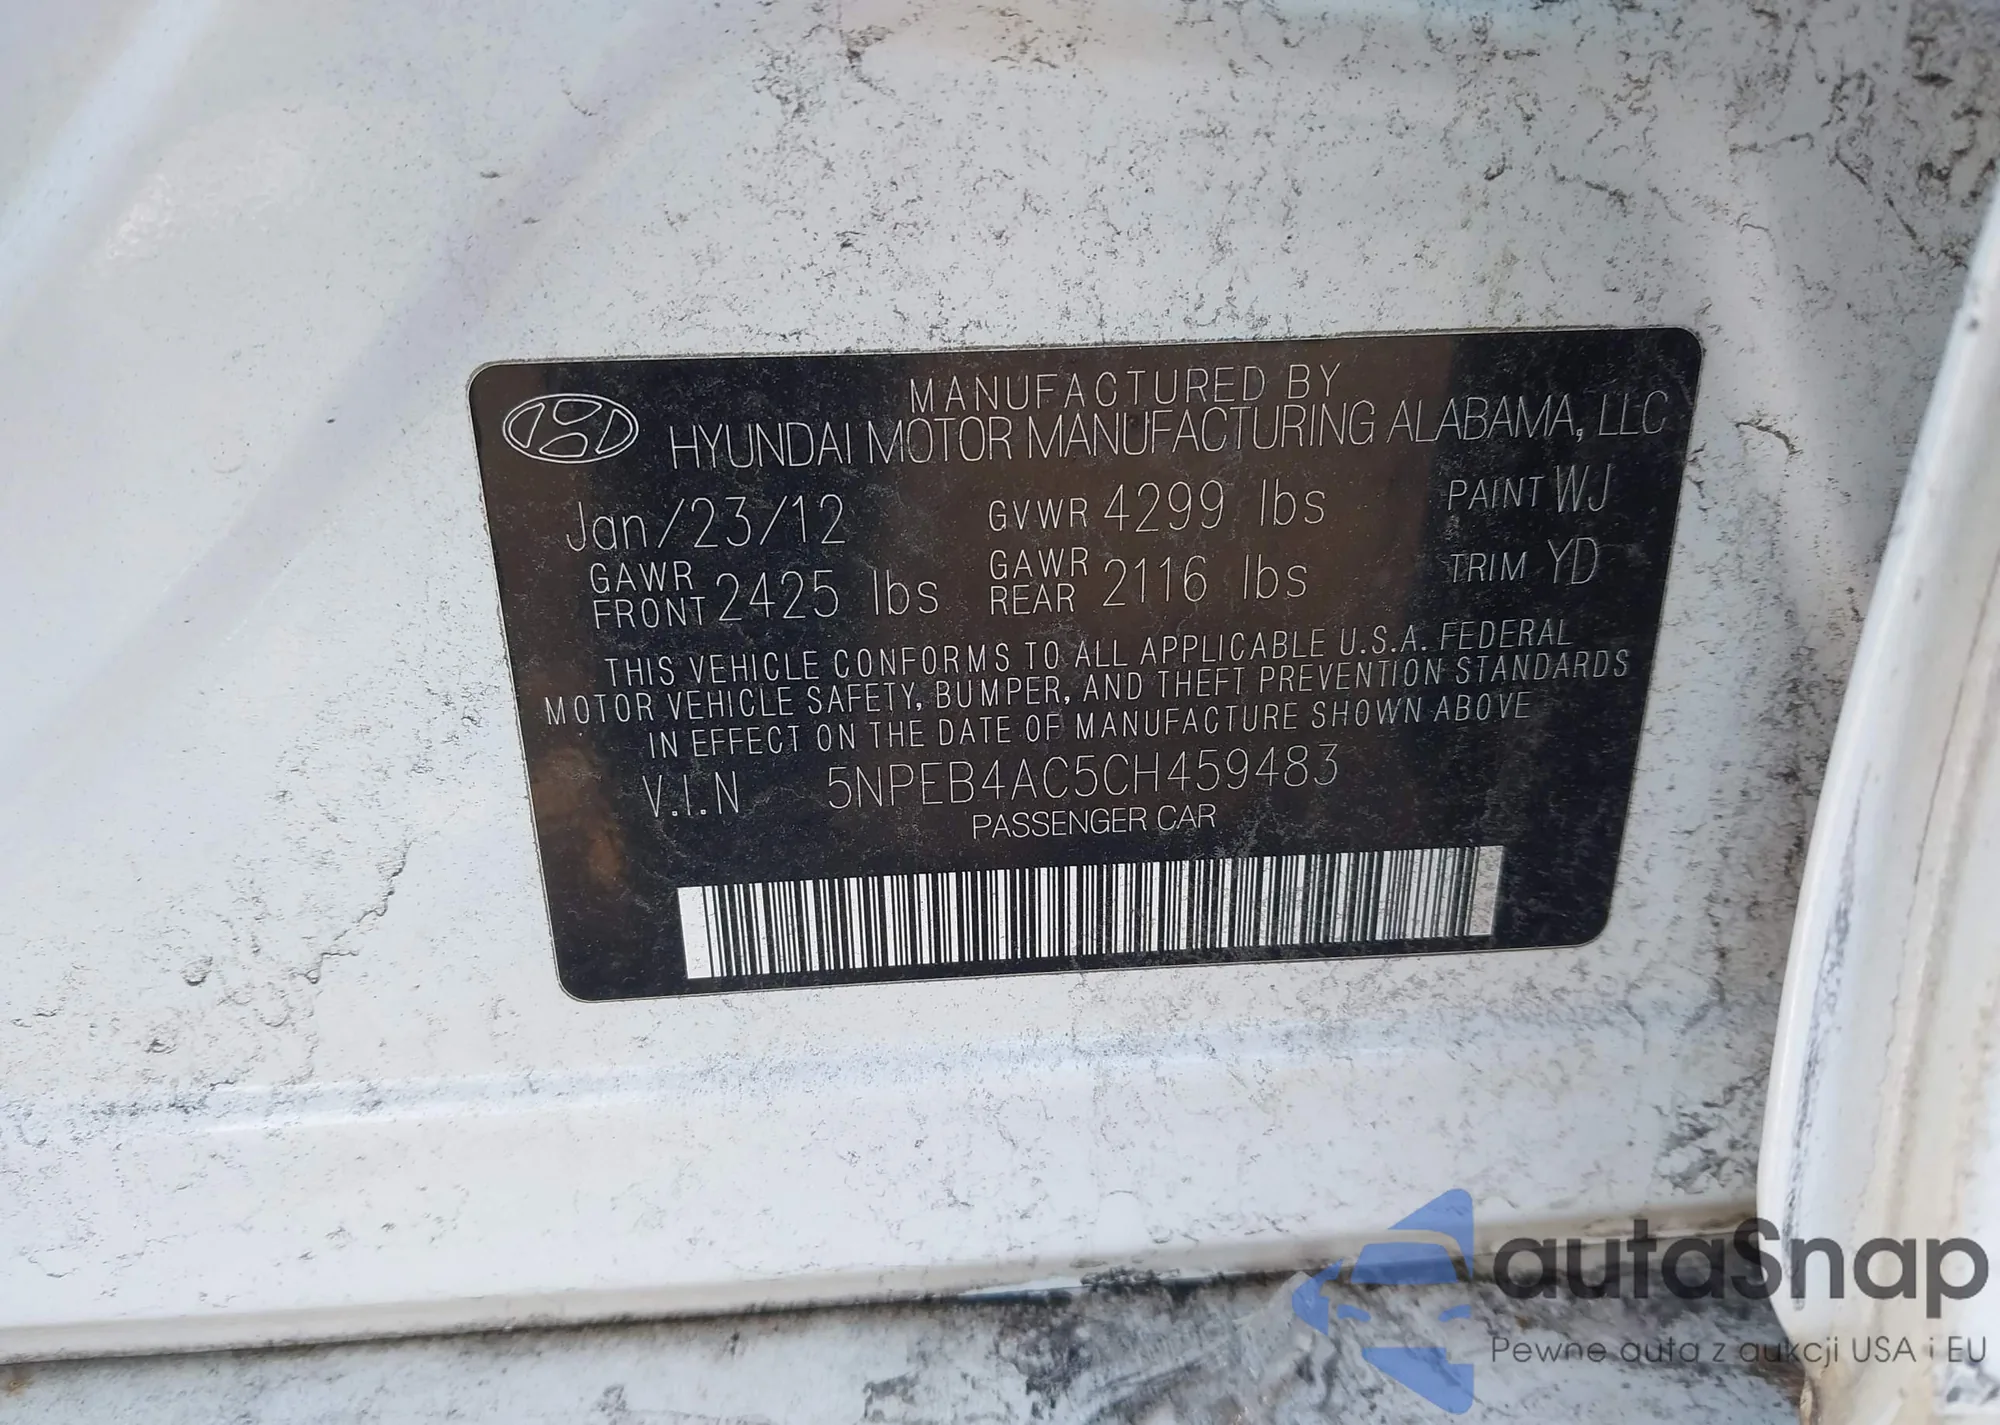 MANUFACTURED BY
HYUNDAI MOTOR MANUFACTURING ALABAMA, LLC
Jan/23/12 GVWR 4299 lbs PAINT WJ
GAWR FRONT 2425 lbs GAWR REAR 2116 lbs TRIM YD
THIS VEHICLE CONFORMS TO ALL APPLICABLE U.S.A. FEDERAL
MOTOR VEHICLE SAFETY, BUMPER, AND THEFT PREVENTION STANDARDS
IN EFFECT ON THE DATE OF MANUFACTURE SHOWN ABOVE
V.I.N 5NPEB4AC5CH459483
PASSENGER CAR
autaSnap
Pewne auta z aukcji USA i EU